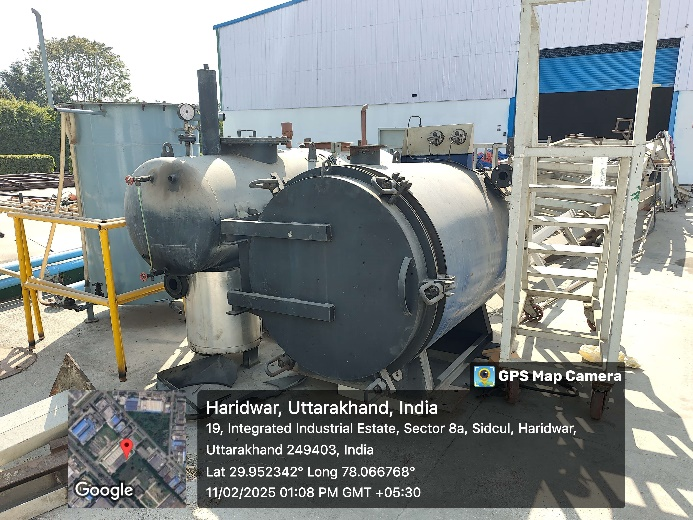 GPS Map Camera
Haridwar, Uttarakhand, India
19, Integrated Industrial Estate, Sector 8a, Sidcul, Haridwar,
Uttarakhand 249403, India
Lat 29.952342° Long 78.066768°
11/02/2025 01:08 PM GMT +05:30
Google